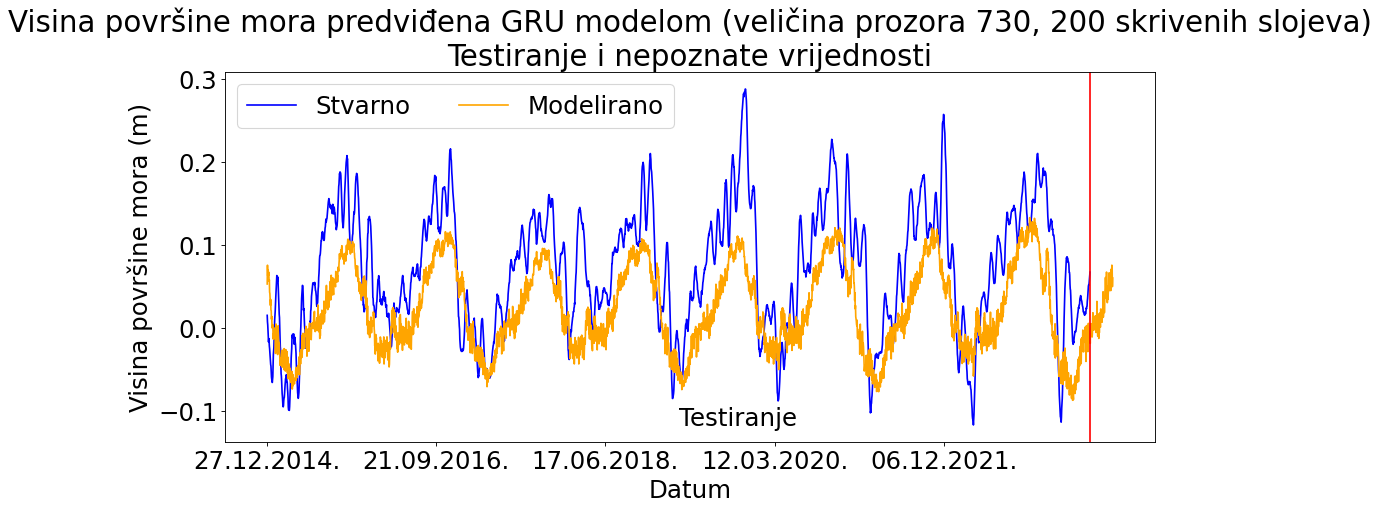 Visina površine mora predviđena GRU modelom (veličina prozora 730, 200 skrivenih slojeva)
Testiranje i nepoznate vrijednosti
Stvarno
Modelirano
Visina površine mora (m)
0.3
0.2
0.1
0.0
−0.1
Testiranje
27.12.2014.
21.09.2016.
17.06.2018.
12.03.2020.
06.12.2021.
Datum